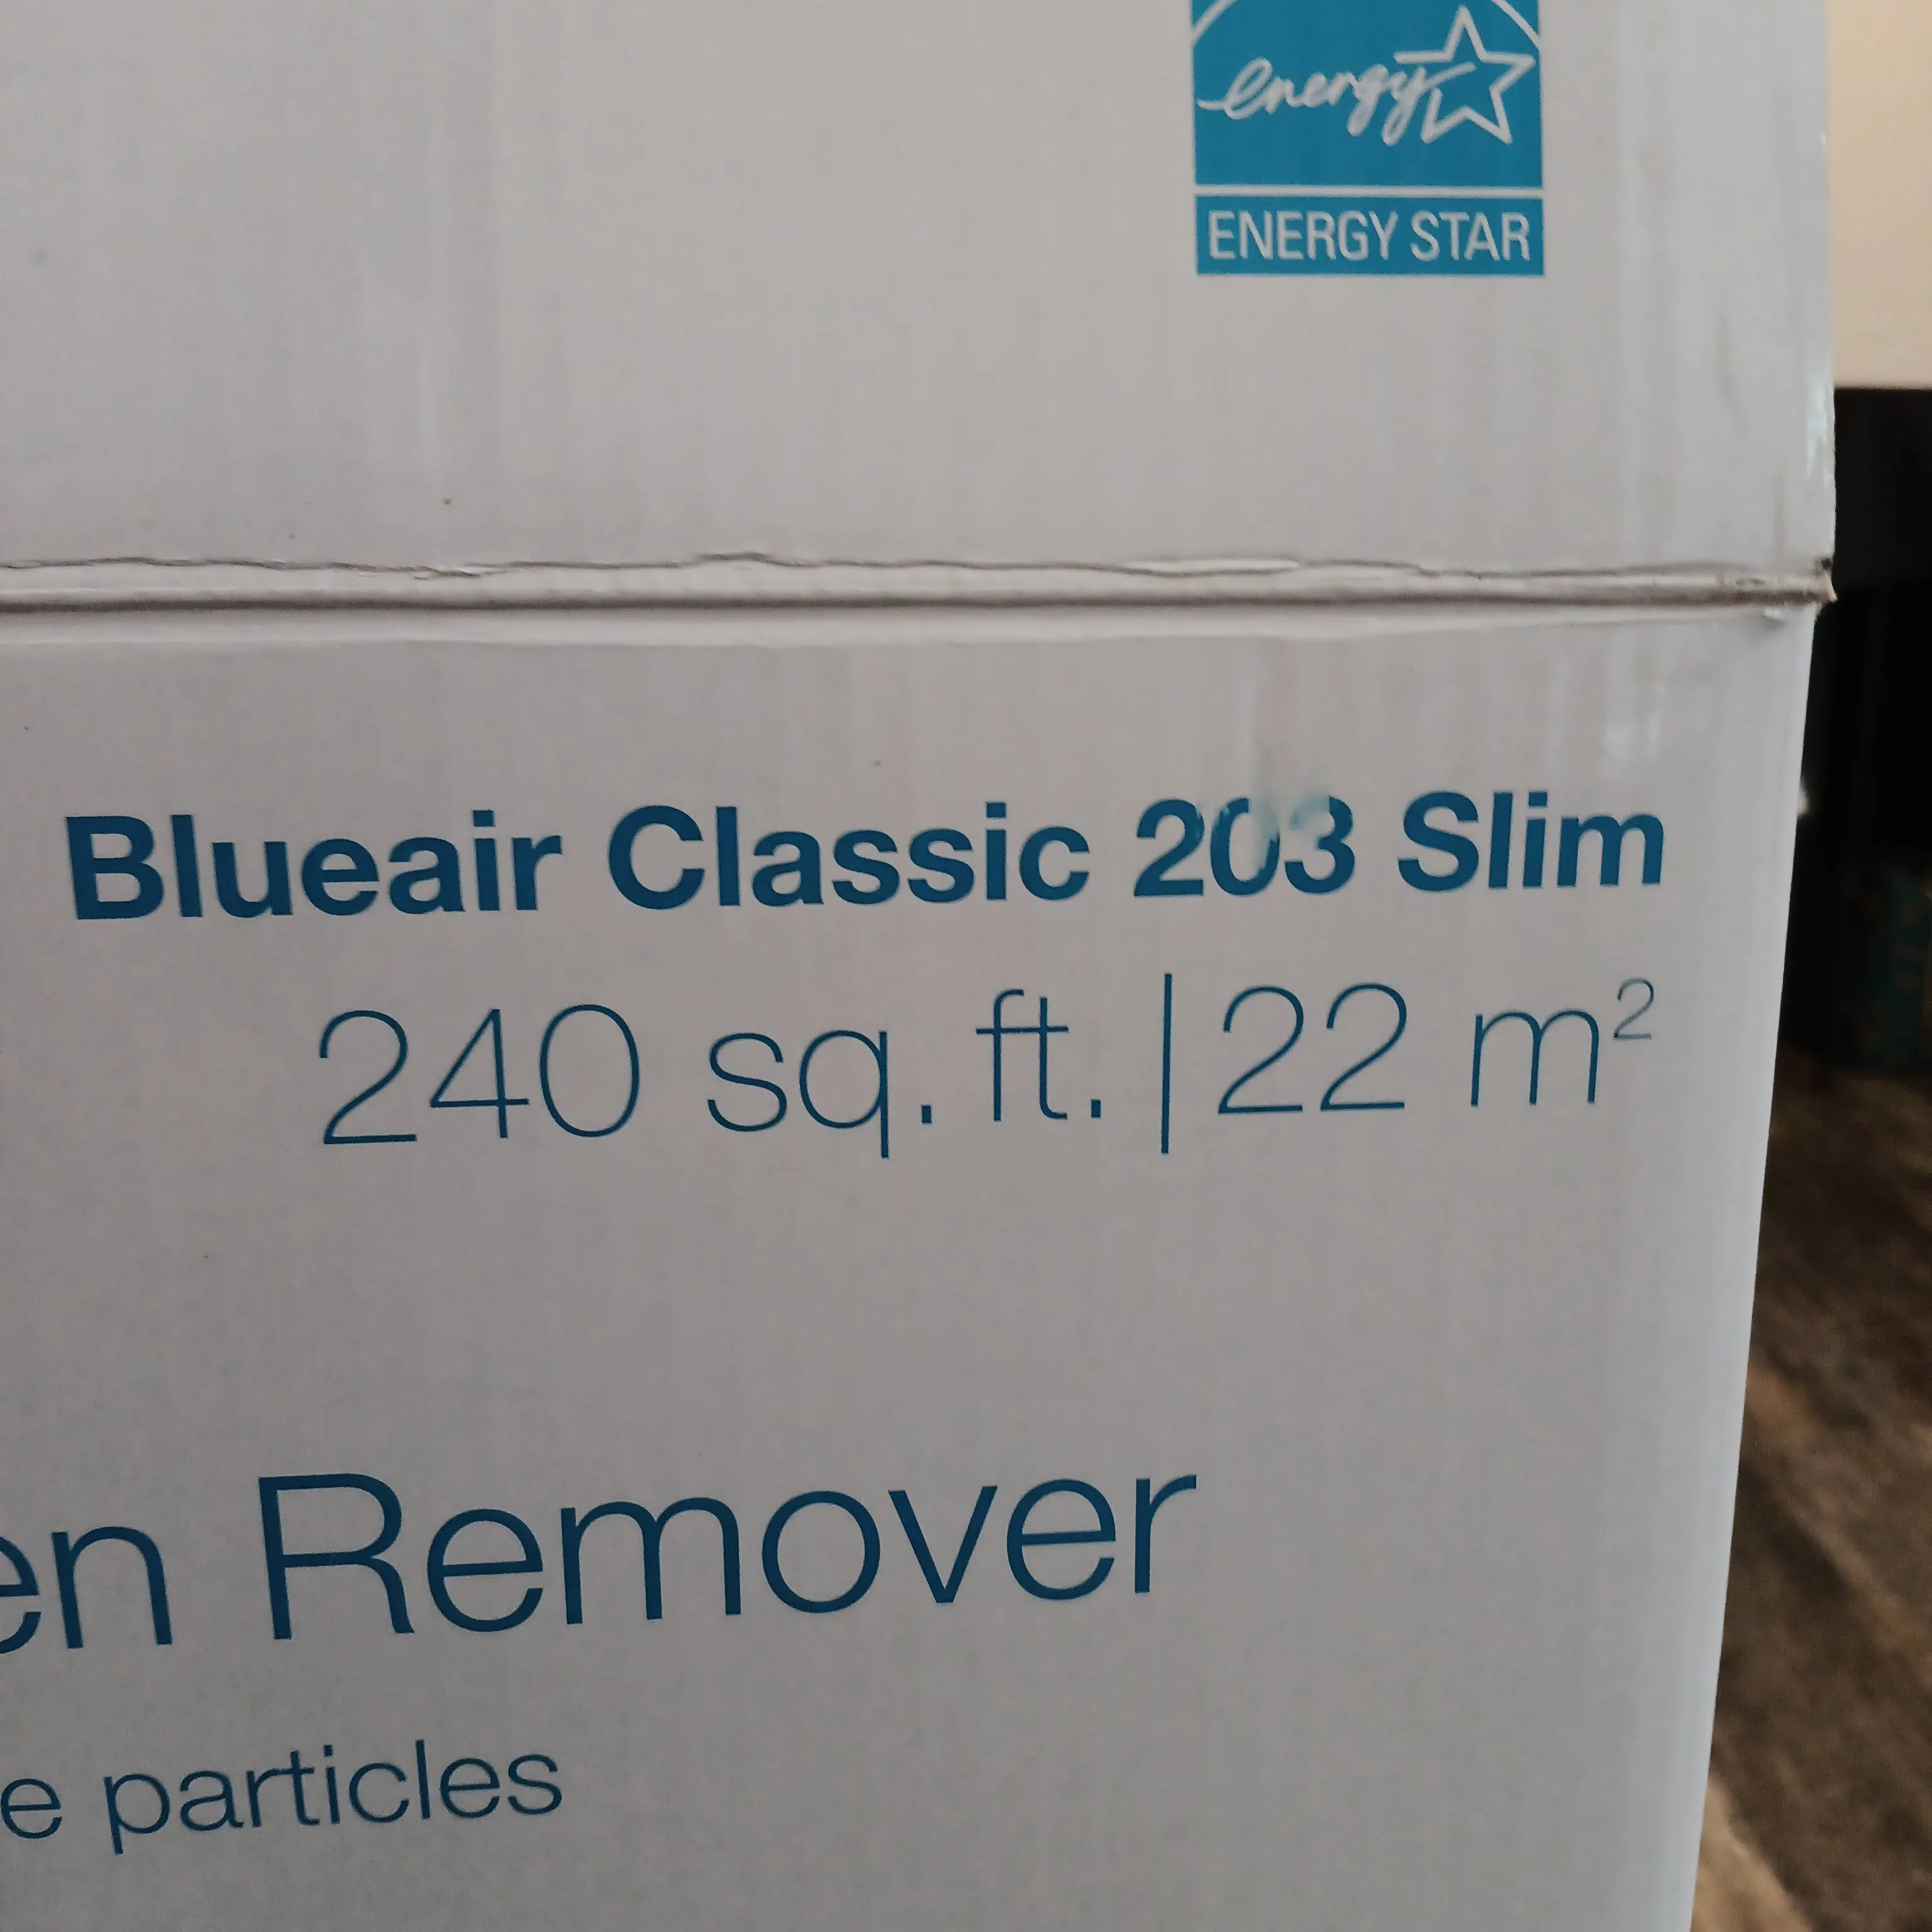 energy
ENERGY STAR
Blueair Classic 203 Slim
240 sq. ft. | 22 m²
en Remover
e particles